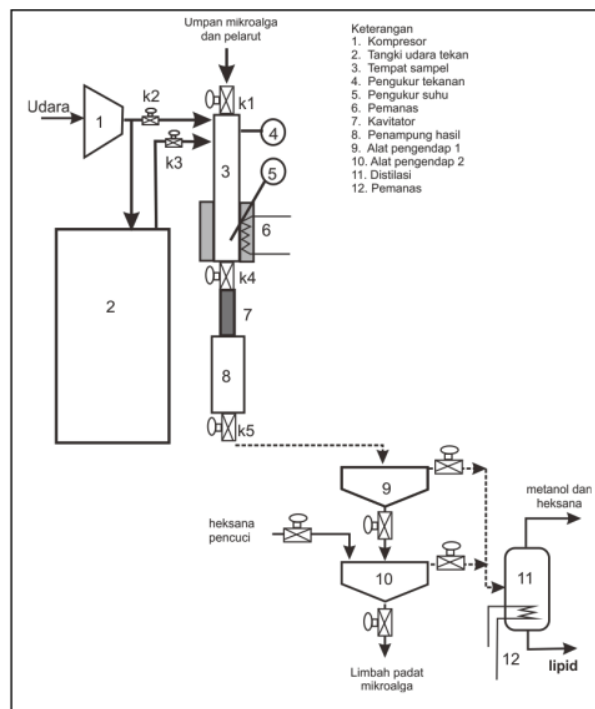 Umpan mikroalga
dan pelarut
Keterangan
1. Kompresor
2. Tangki udara tekan
3. Tempat sampel
4. Pengukur tekanan
5. Pengukur suhu
6. Pemanas
7. Kavitator
8. Penampung hasil
9. Alat pengendap 1
10. Alat pengendap 2
11. Distilasi
12. Pemanas
k1
k2
Udara
1
k3
3
4
5
6
2
k4
7
8
k5
9
metanol dan
heksana
heksana
pencuci
10
11
12
lipid
Limbah padat
mikroalga